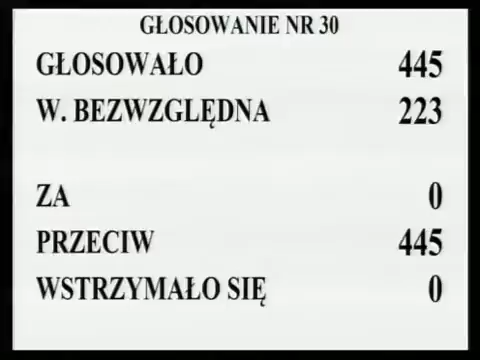 GŁOSOWANIE NR 30
GŁOSOWAŁO 445
W. BEZWZGLĘDNA 223
ZA 0
PRZECIW 445
WSTRZYMAŁO SIĘ 0